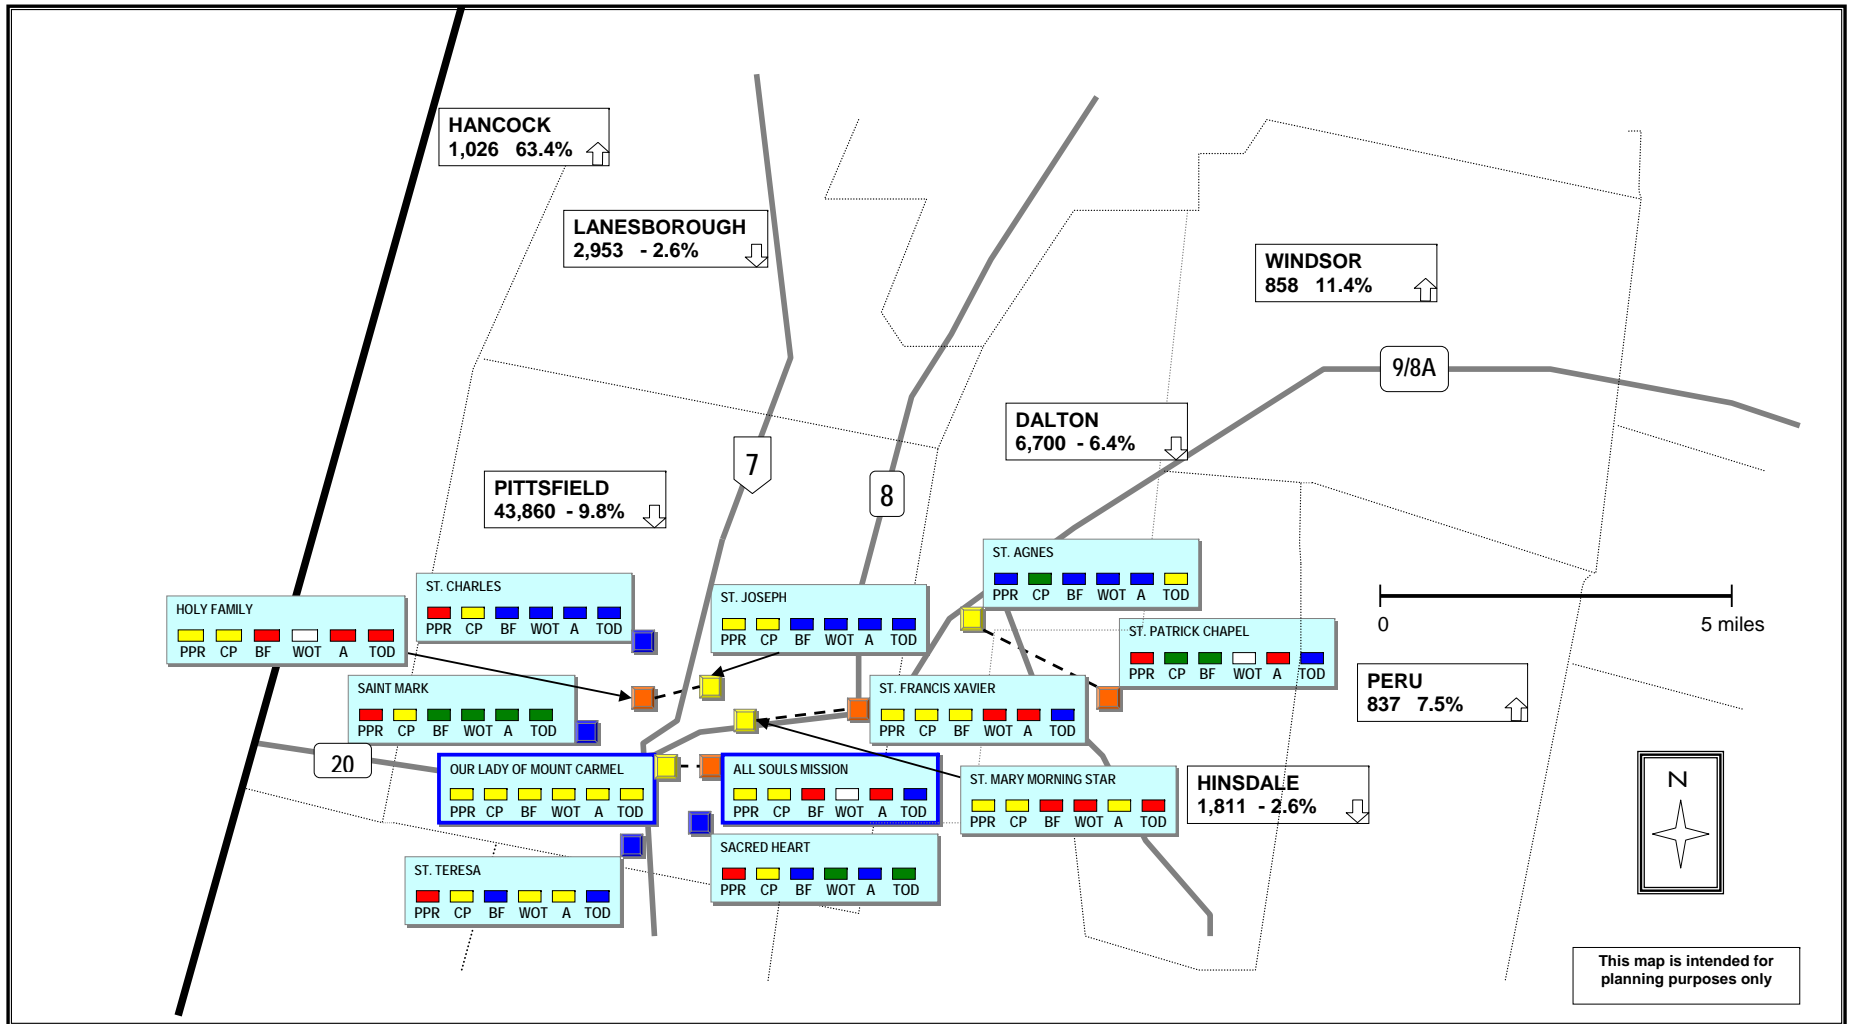 HANCOCK
1,026 63.4%
LANESBOROUGH
2,953 - 2.6%
WINDSOR
858 11.4%
9/8A
DALTON
6,700 - 6.4%
7
8
PITTSFIELD
43,860 - 9.8%
ST. AGNES
PPR CP BF WOT A TOD
ST. CHARLES
PPR CP BF WOT A TOD
ST. JOSEPH
PPR CP BF WOT A TOD
HOLY FAMILY
PPR CP BF WOT A TOD
0 5 miles
ST. PATRICK CHAPEL
PPR CP BF WOT A TOD
SAINT MARK
PPR CP BF WOT A TOD
ST. FRANCIS XAVIER
PPR CP BF WOT A TOD
PERU
837 7.5%
20
OUR LADY OF MOUNT CARMEL
PPR CP BF WOT A TOD
ALL SOULS MISSION
PPR CP BF WOT A TOD
ST. MARY MORNING STAR
PPR CP BF WOT A TOD
HINSDALE
1,811 - 2.6%
N
SACRED HEART
PPR CP BF WOT A TOD
ST. TERESA
PPR CP BF WOT A TOD
This map is intended for
planning purposes only